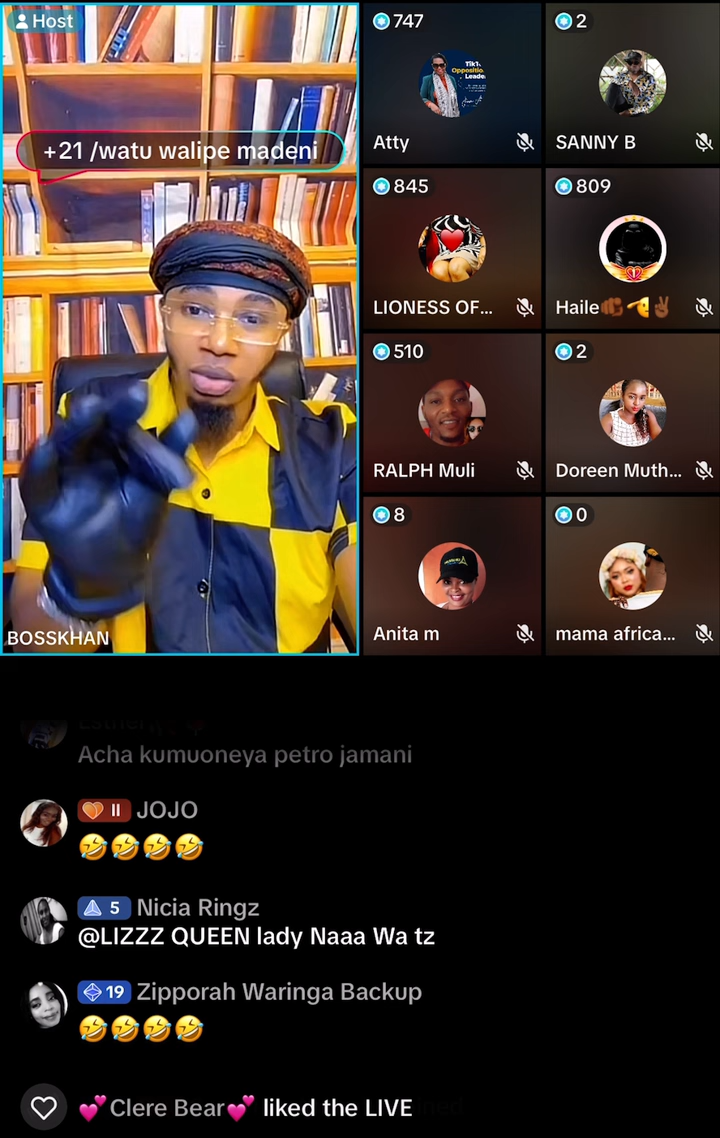 Host
+21 /watu walipe madeni
BOSSKHAN
747
Atty
2
SANNY B
845
LIONESS OF...
809
Haile
510
RALPH Muli
2
Doreen Muth...
8
Anita m
0
mama africa...
Acha kumuoneya petro jamani
II JOJO
🤣🤣🤣🤣
5 Nicia Ringz
@LIZZZ QUEEN lady Naaa Wa tz
19 Zipporah Waringa Backup
🤣🤣🤣🤣
💕Clere Bear💕 liked the LIVE